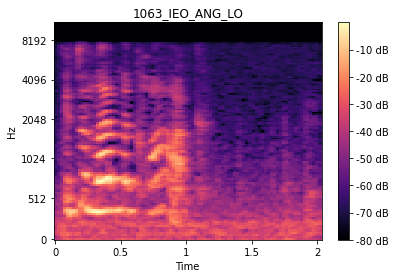 1063_IEO_ANG_LO
8192
4096
2048
1024
512
0
Hz
0
0.5
1
1.5
2
Time
-10 dB
-20 dB
-30 dB
-40 dB
-50 dB
-60 dB
-70 dB
-80 dB